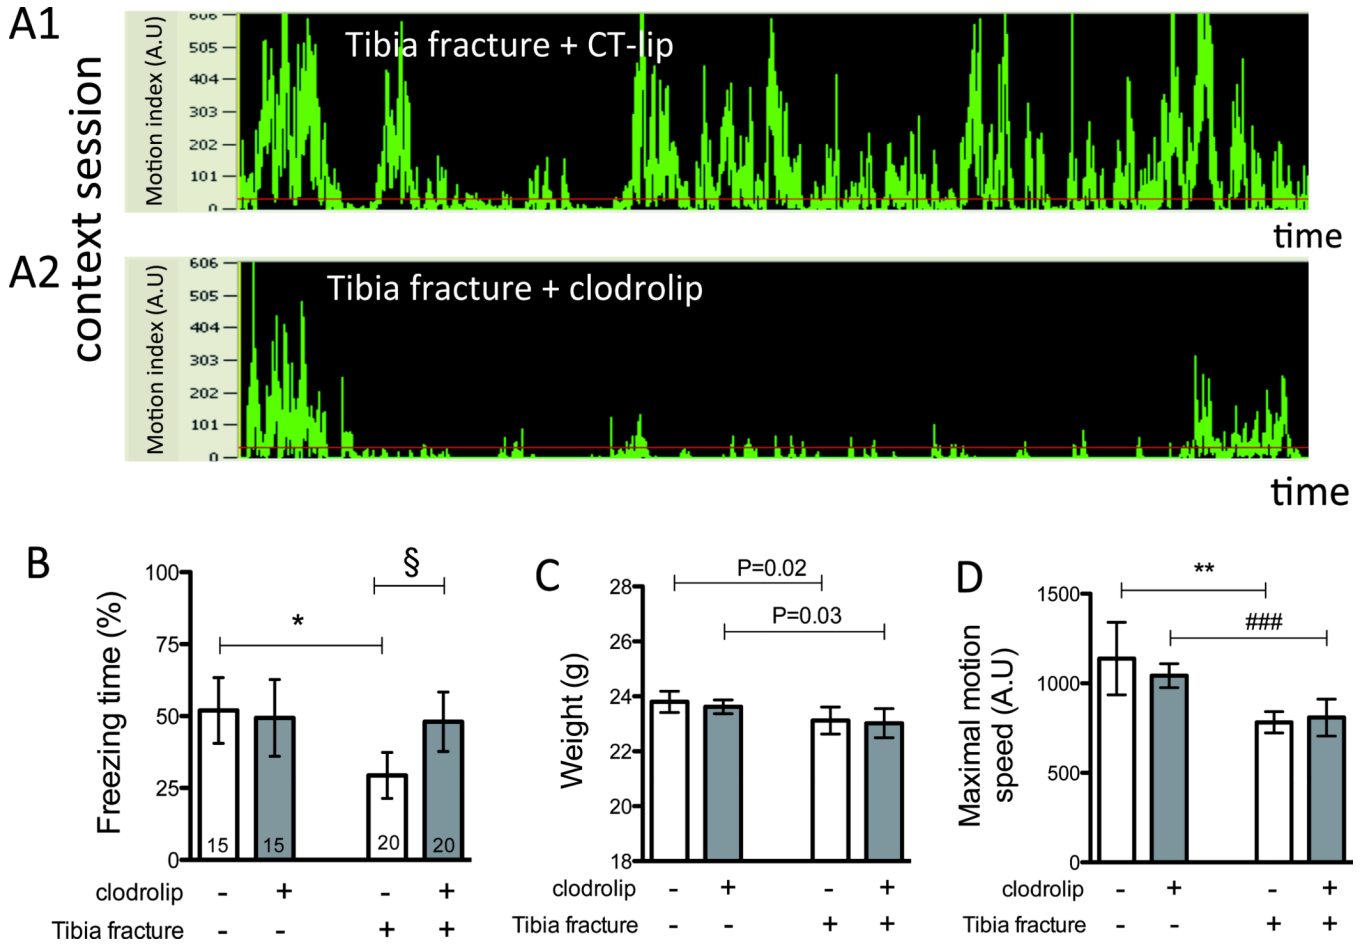 A1
context session
Motion index (A.U)
606
505
404
303
202
101
0
Tibia fracture + CT-lip
time
A2
Motion index (A.U)
606
505
404
303
202
101
0
Tibia fracture + clodrolip
time
B
Freezing time (%)
100
75
50
25
0
*
§
15
15
20
20
clodrolip - + - +
Tibia fracture - - + +
C
Weight (g)
28
26
24
22
20
18
P=0.02
P=0.03
clodrolip - + - +
Tibia fracture - - + +
D
Maximal motion
speed (A.U)
1500
1000
500
0
**
###
clodrolip - + - +
Tibia fracture - - + +